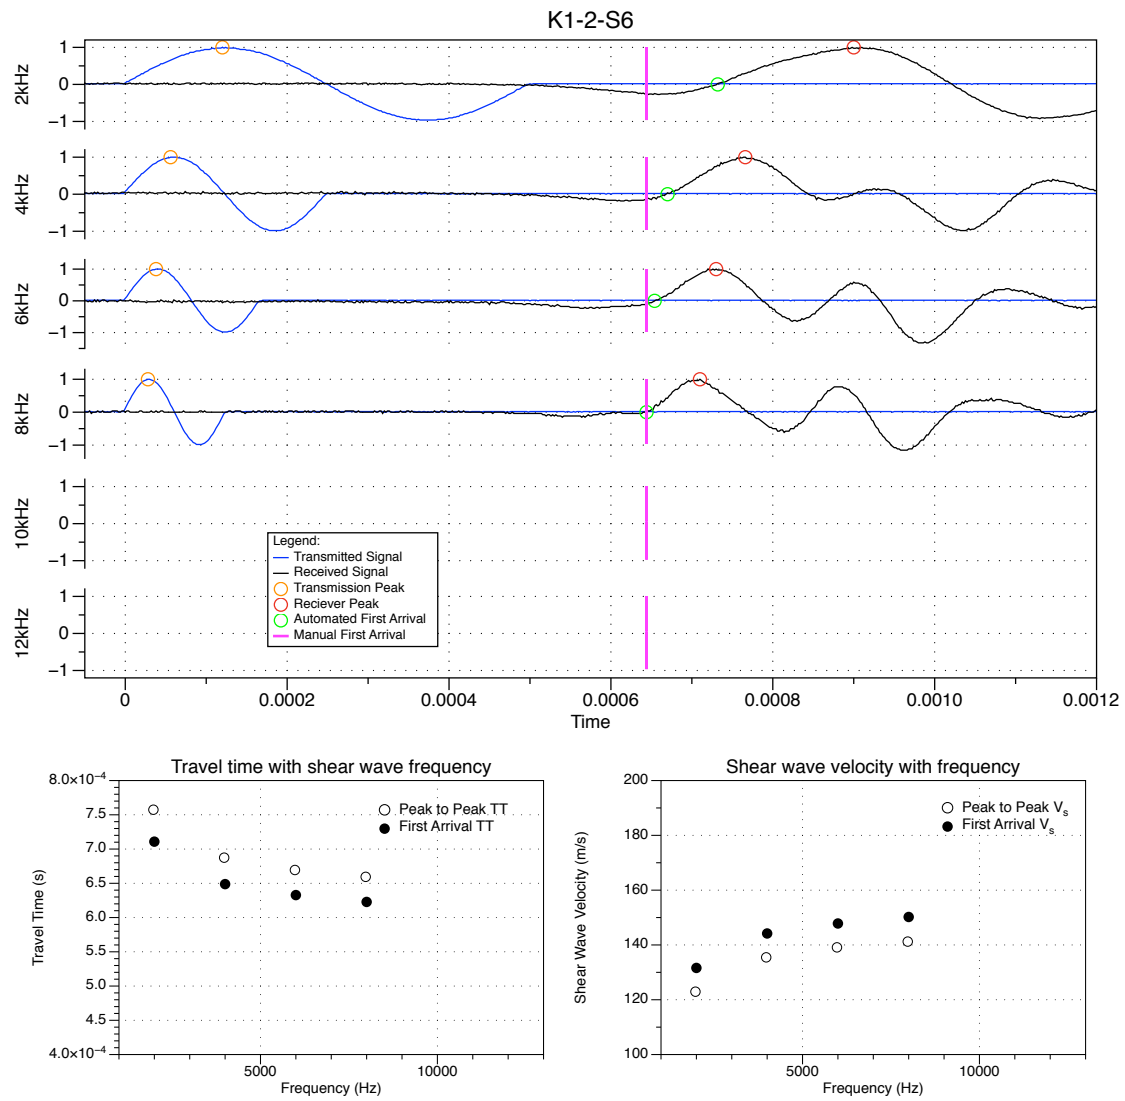 K1-2-S6
2kHz
1
0
−1
4kHz
1
0
−1
6kHz
1
0
−1
8kHz
1
0
−1
10kHz
1
0
−1
12kHz
1
0
−1
Legend:
Transmitted Signal
Received Signal
Transmission Peak
Reciever Peak
Automated First Arrival
Manual First Arrival
0 0.0002 0.0004 0.0006 0.0008 0.0010 0.0012
Time
Travel time with shear wave frequency
Travel Time (s)
8.0×10⁻⁴
7.5
7.0
6.5
6.0
5.5
5.0
4.5
4.0×10⁻⁴
Peak to Peak TT
First Arrival TT
5000 10000
Frequency (Hz)
Shear wave velocity with frequency
Shear Wave Velocity (m/s)
200
180
160
140
120
100
Peak to Peak Vₛ
First Arrival Vₛ
5000 10000
Frequency (Hz)